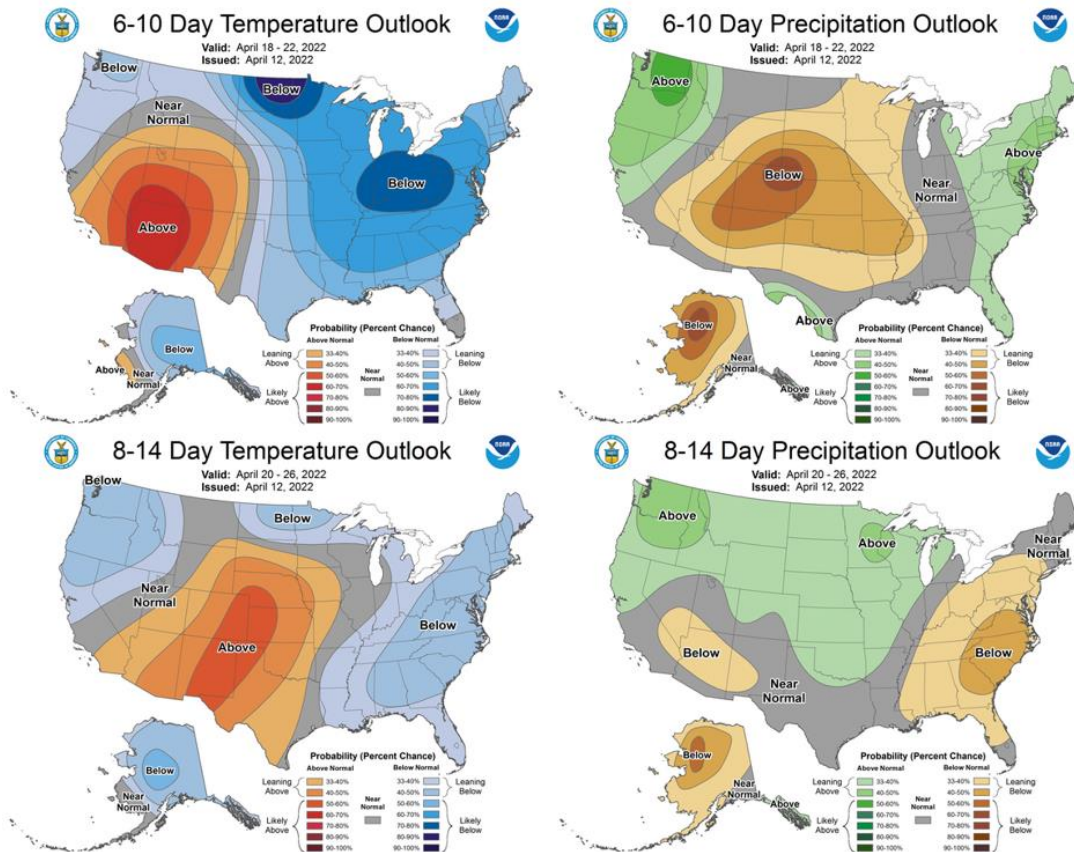 6-10 Day Temperature Outlook
Valid: April 18 - 22, 2022
Issued: April 12, 2022
Below
Near
Normal
Below
Below
Above
Below
Above
Near
Normal
Probability (Percent Chance)
Above Normal
Below Normal
Leaning Above
33-40%
40-50%
Likely Above
50-60%
60-70%
70-80%
80-90%
90-100%
Near Normal
33-40%
40-50%
Leaning Below
50-60%
60-70%
70-80%
80-90%
90-100%
Likely Below
6-10 Day Precipitation Outlook
Valid: April 18 - 22, 2022
Issued: April 12, 2022
Above
Above
Below
Near
Normal
Above
Below
Near
Normal
Above
Probability (Percent Chance)
Above Normal
Below Normal
Leaning Above
33-40%
40-50%
Likely Above
50-60%
60-70%
70-80%
80-90%
90-100%
Near Normal
33-40%
40-50%
Leaning Below
50-60%
60-70%
70-80%
80-90%
90-100%
Likely Below
8-14 Day Temperature Outlook
Valid: April 20 - 26, 2022
Issued: April 12, 2022
Below
Below
Near
Normal
Below
Above
Below
Near
Normal
Probability (Percent Chance)
Above Normal
Below Normal
Leaning Above
33-40%
40-50%
Likely Above
50-60%
60-70%
70-80%
80-90%
90-100%
Near Normal
33-40%
40-50%
Leaning Below
50-60%
60-70%
70-80%
80-90%
90-100%
Likely Below
8-14 Day Precipitation Outlook
Valid: April 20 - 26, 2022
Issued: April 12, 2022
Above
Above
Near
Normal
Below
Below
Near
Normal
Below
Near
Normal
Above
Probability (Percent Chance)
Above Normal
Below Normal
Leaning Above
33-40%
40-50%
Likely Above
50-60%
60-70%
70-80%
80-90%
90-100%
Near Normal
33-40%
40-50%
Leaning Below
50-60%
60-70%
70-80%
80-90%
90-100%
Likely Below